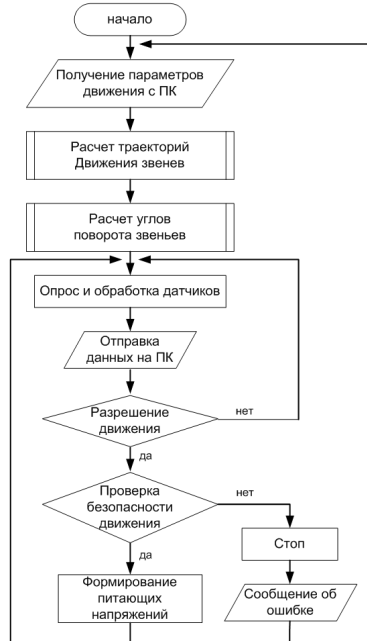 начало
Получение параметров
движения с ПК
Расчет траекторий
Движения звенев
Расчет углов
поворота звеньев
Опрос и обработка датчиков
Отправка
данных на ПК
Разрешение
движения
нет
да
Проверка
безопасности
движения
нет
да
Стоп
Формирование
питающих
напряжений
Сообщение об
ошибке